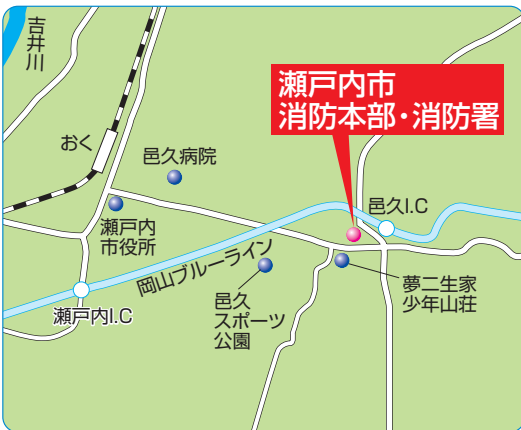 吉井川
瀬戸内市
消防本部・消防署
おく
邑久病院
邑久I.C
瀬戸内
市役所
岡山ブルーライン
夢二生家
少年山荘
邑久
スポーツ
公園
瀬戸内I.C